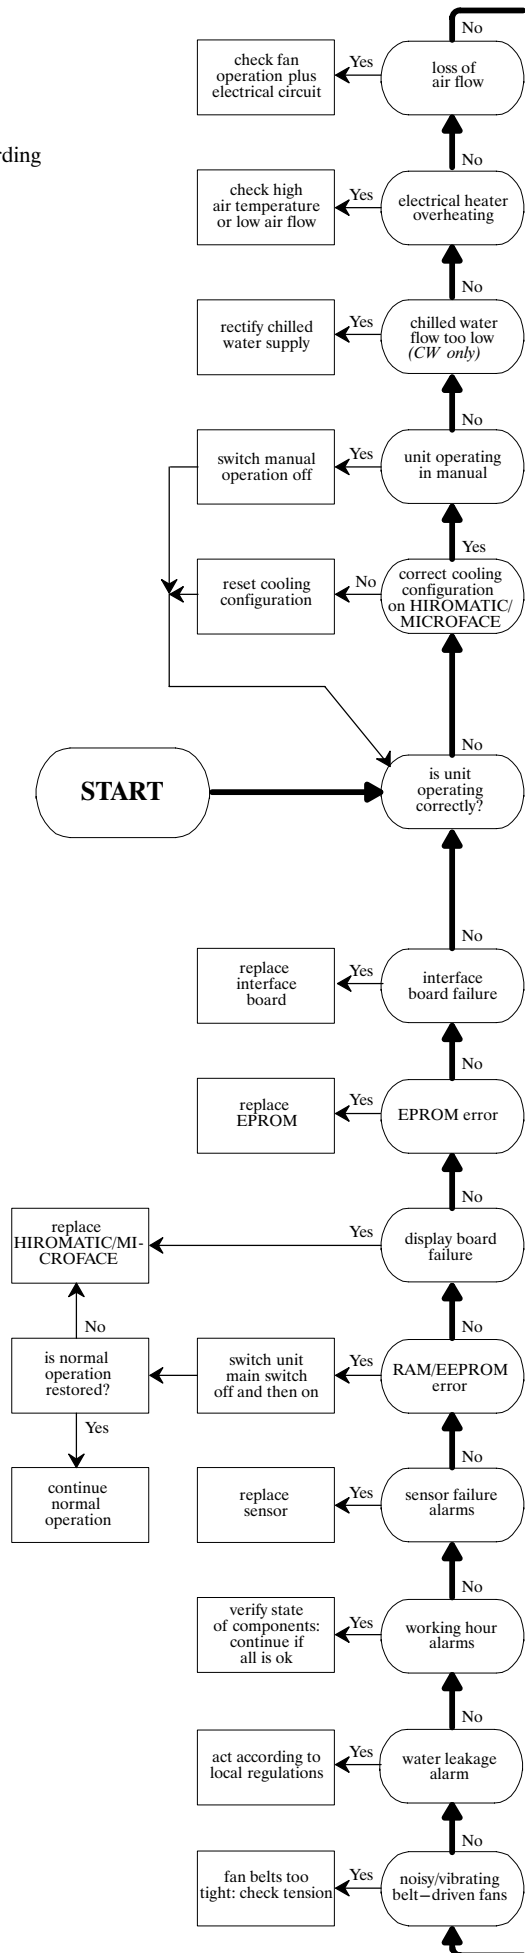 No
check fan
operation plus
electrical circuit
Yes
loss of
air flow
rding
No
check high
air temperature
or low air flow
Yes
electrical heater
overheating
No
rectify chilled
water supply
Yes
chilled water
flow too low
(CW only)
No
switch manual
operation off
Yes
unit operating
in manual
Yes
reset cooling
configuration
No
correct cooling
configuration
on HIROMATIC/
MICROFACE
No
START
is unit
operating
correctly?
No
replace
interface
board
Yes
interface
board failure
No
replace
EPROM
Yes
EPROM error
No
replace
HIROMATIC/MI-
CROFACE
Yes
display board
failure
No
No
is normal
operation
restored?
switch unit
main switch
off and then on
Yes
RAM/EEPROM
error
Yes
No
continue
normal
operation
replace
sensor
Yes
sensor failure
alarms
No
verify state
of components:
continue if
all is ok
Yes
working hour
alarms
No
act according to
local regulations
Yes
water leakage
alarm
No
fan belts too
tight: check tension
Yes
noisy/vibrating
belt−driven fans